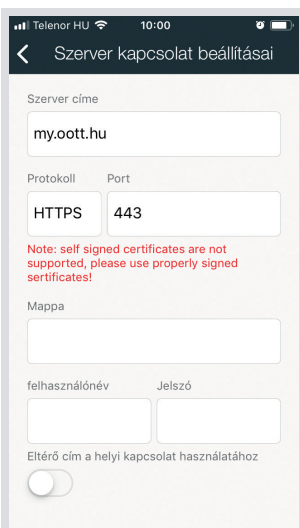 Telenor HU 10:00
Szerver kapcsolat beállításai
Szerver címe
my.oott.hu
Protokoll Port
HTTPS 443
Note: self signed certificates are not
supported, please use properly signed
sertificates!
Mappa
felhasználónév Jelszó
Eltérő cím a helyi kapcsolat használatához